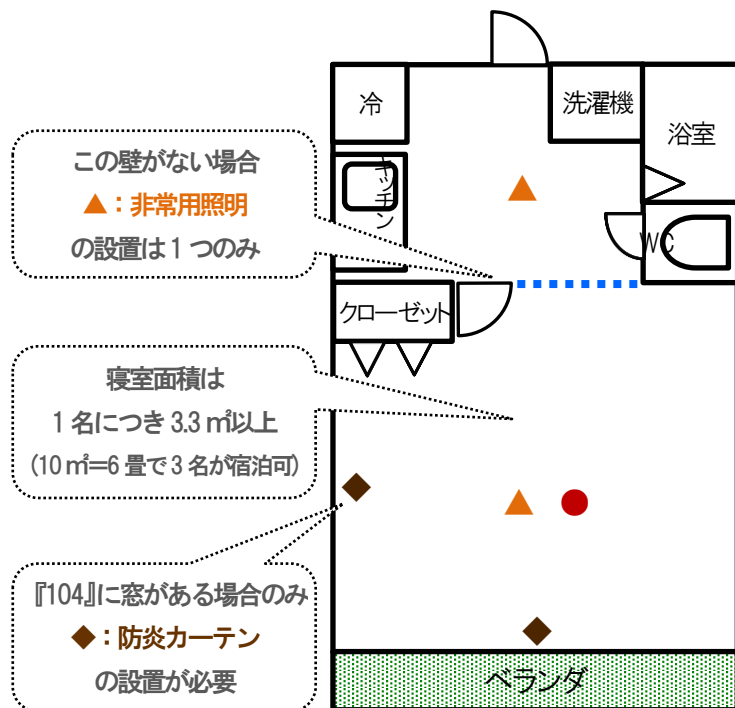 冷
洗濯機
浴室
キッチン
WC
クローゼット
この壁がない場合
▲：非常用照明
の設置は1つのみ
寝室面積は
1名につき3.3㎡以上
(10㎡=6畳で3名が宿泊可)
『104』に窓がある場合のみ
◆：防炎カーテン
の設置が必要
ベランダ